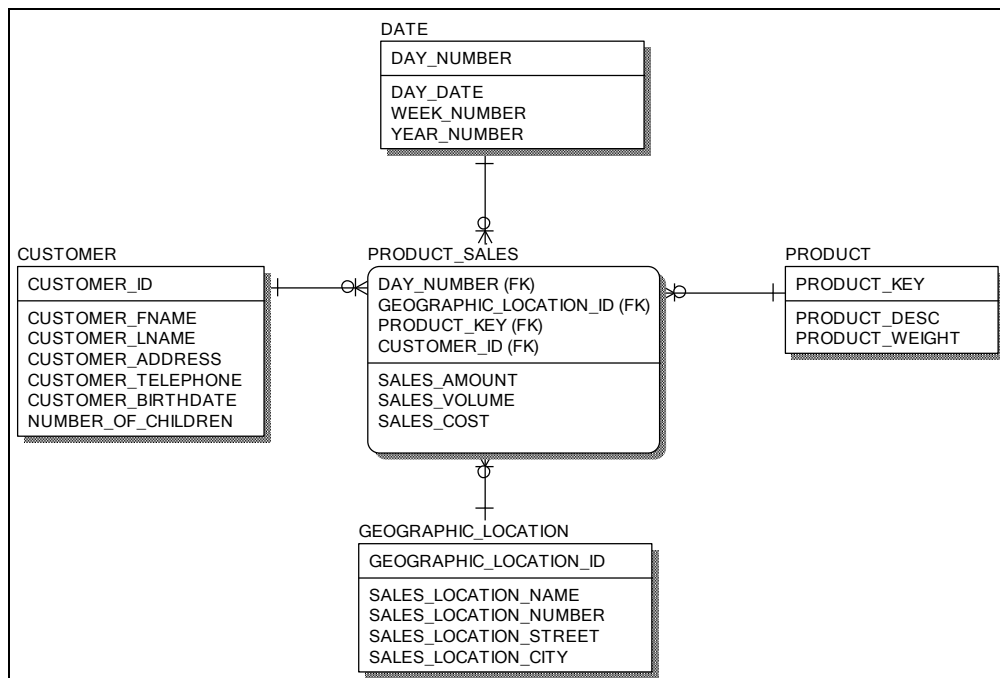 DATE
DAY_NUMBER
DAY_DATE
WEEK_NUMBER
YEAR_NUMBER
CUSTOMER
CUSTOMER_ID
CUSTOMER_FNAME
CUSTOMER_LNAME
CUSTOMER_ADDRESS
CUSTOMER_TELEPHONE
CUSTOMER_BIRTHDATE
NUMBER_OF_CHILDREN
PRODUCT_SALES
DAY_NUMBER (FK)
GEOGRAPHIC_LOCATION_ID (FK)
PRODUCT_KEY (FK)
CUSTOMER_ID (FK)
SALES_AMOUNT
SALES_VOLUME
SALES_COST
PRODUCT
PRODUCT_KEY
PRODUCT_DESC
PRODUCT_WEIGHT
GEOGRAPHIC_LOCATION
GEOGRAPHIC_LOCATION_ID
SALES_LOCATION_NAME
SALES_LOCATION_NUMBER
SALES_LOCATION_STREET
SALES_LOCATION_CITY